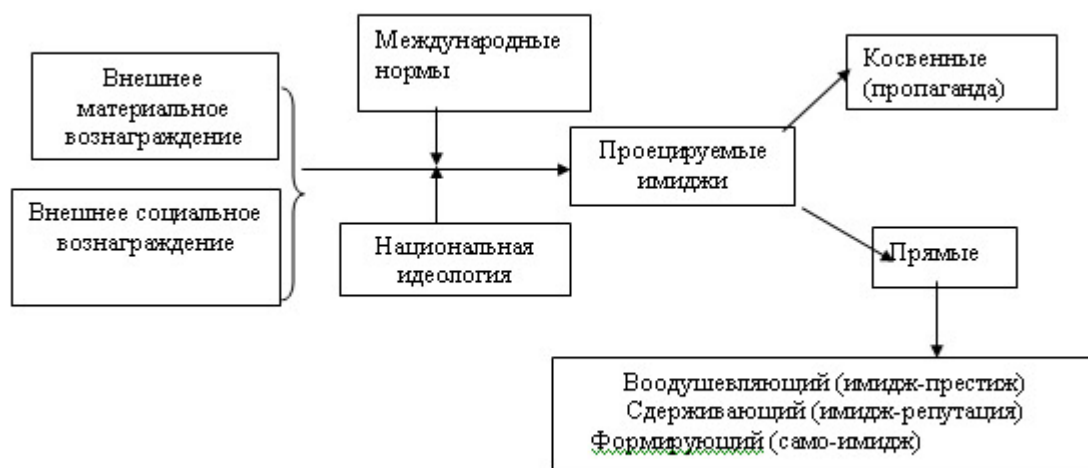 Внешнее
материальное
вознаграждение
Внешнее социальное
вознаграждение
Международные
нормы
Национальная
идеология
Проецируемые
имиджи
Косвенные
(пропаганда)
Прямые
Воодушевляющий (имидж-престиж)
Сдерживающий (имидж-репутация)
Формирующий (само-имидж)